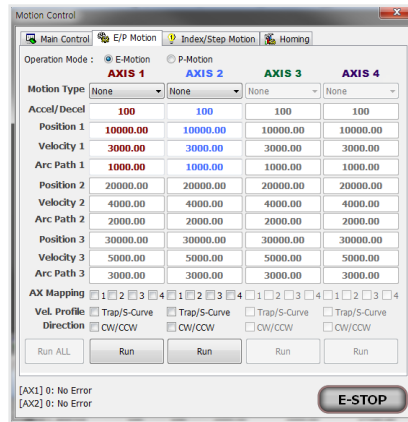 Motion Control
Main Control E/P Motion Index/Step Motion Homing
Operation Mode : E-Motion P-Motion
AXIS 1 AXIS 2 AXIS 3 AXIS 4
Motion Type None None None None
Accel/Decel 100 100 100 100
Position 1 10000.00 10000.00 10000.00 10000.00
Velocity 1 3000.00 3000.00 3000.00 3000.00
Arc Path 1 1000.00 1000.00 1000.00 1000.00
Position 2 20000.00 20000.00 20000.00 20000.00
Velocity 2 4000.00 4000.00 4000.00 4000.00
Arc Path 2 2000.00 2000.00 2000.00 2000.00
Position 3 30000.00 30000.00 30000.00 30000.00
Velocity 3 5000.00 5000.00 5000.00 5000.00
Arc Path 3 3000.00 3000.00 3000.00 3000.00
AX Mapping 1 2 3 4 1 2 3 4 1 2 3 4 1 2 3 4
Vel. Profile Trap/S-Curve Trap/S-Curve Trap/S-Curve Trap/S-Curve
Direction CW/CCW CW/CCW CW/CCW CW/CCW
Run ALL Run Run Run Run
[AX1] 0: No Error
[AX2] 0: No Error
E-STOP